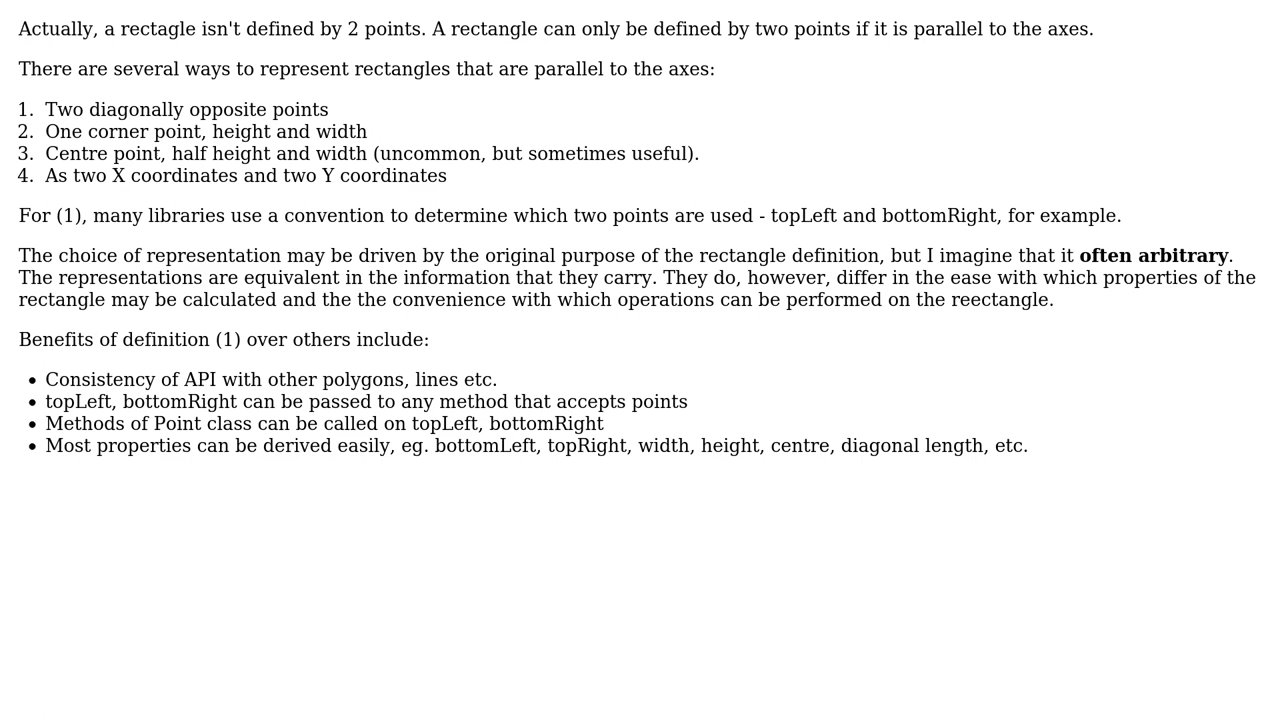 Actually, a rectagle isn't defined by 2 points. A rectangle can only be defined by two points if it is parallel to the axes.
There are several ways to represent rectangles that are parallel to the axes:
1. Two diagonally opposite points
2. One corner point, height and width
3. Centre point, half height and width (uncommon, but sometimes useful).
4. As two X coordinates and two Y coordinates
For (1), many libraries use a convention to determine which two points are used - topLeft and bottomRight, for example.
The choice of representation may be driven by the original purpose of the rectangle definition, but I imagine that it often arbitrary.
The representations are equivalent in the information that they carry. They do, however, differ in the ease with which properties of the
rectangle may be calculated and the the convenience with which operations can be performed on the reectangle.
Benefits of definition (1) over others include:
• Consistency of API with other polygons, lines etc.
• topLeft, bottomRight can be passed to any method that accepts points
• Methods of Point class can be called on topLeft, bottomRight
• Most properties can be derived easily, eg. bottomLeft, topRight, width, height, centre, diagonal length, etc.